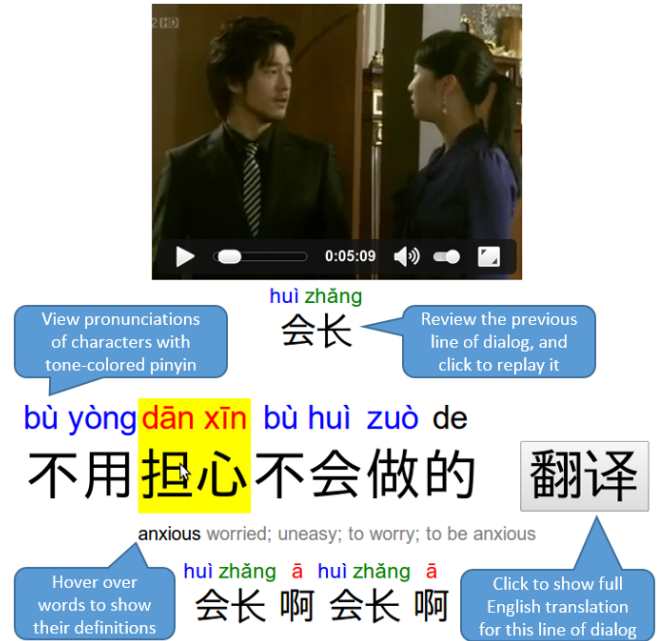 2 HD
0:05:09
huì zhǎng
会长
View pronunciations
of characters with
tone-colored pinyin
Review the previous
line of dialog, and
click to replay it
bù yòng dān xīn bù huì zuò de
不用担心不会做的
翻译
anxious worried; uneasy; to worry; to be anxious
Hover over
words to show
their definitions
huì zhǎng ā huì zhǎng ā
会长 啊 会长 啊
Click to show full
English translation
for this line of dialog